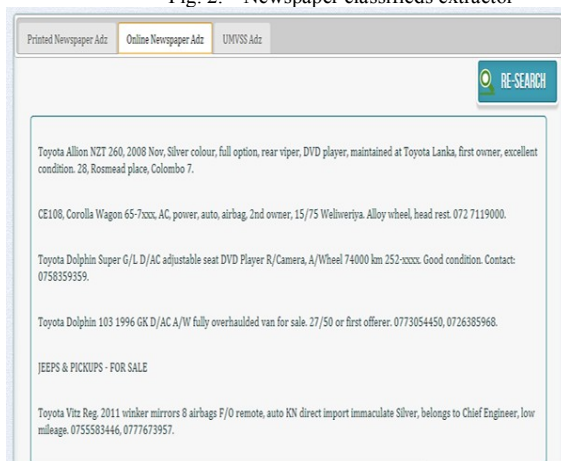 Fig. 2. Newspaper classifieds extractor
Printed Newspaper Adz Online Newspaper Adz UMVSS Adz
RE-SEARCH
Toyota Allion NZT 260, 2008 Nov, Silver colour, full option, rear viper, DVD player, maintained at Toyota Lanka, first owner, excellent
condition. 28, Rosmead place, Colombo 7.
CE108, Corolla Wagon 65-7xxx, AC, power, auto, airbag, 2nd owner, 15/75 Weliweriya. Alloy wheel, head rest. 072 7119000.
Toyota Dolphin Super G/L D/AC adjustable seat DVD Player R/Camera, A/Wheel 74000 km 252-xxxx. Good condition. Contact:
0758359359.
Toyota Dolphin 103 1996 GK D/AC A/W fully overhaulded van for sale. 27/50 or first offerer. 0773054450, 0726385968.
JEEPS & PICKUPS - FOR SALE
Toyota Vitz Reg. 2011 winker mirrors 8 airbags F/O remote, auto KN direct import immaculate Silver, belongs to Chief Engineer, low
mileage. 0755583446, 0777673957.